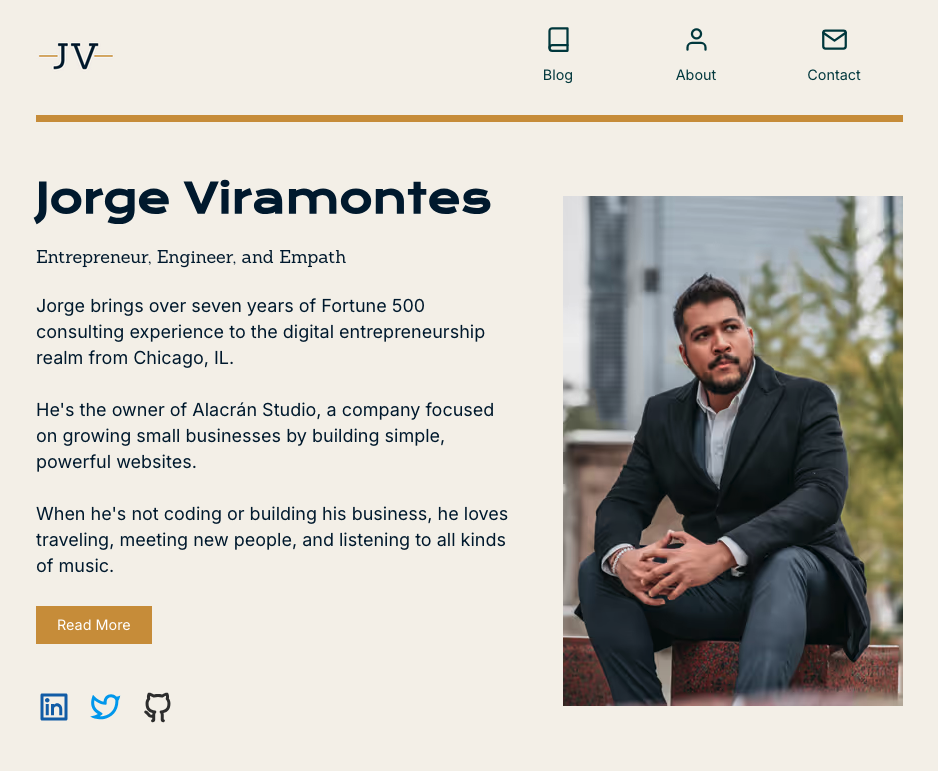 JV
Blog
About
Contact
Jorge Viramontes
Entrepreneur, Engineer, and Empath
Jorge brings over seven years of Fortune 500
consulting experience to the digital entrepreneurship
realm from Chicago, IL.
He's the owner of Alacrán Studio, a company focused
on growing small businesses by building simple,
powerful websites.
When he's not coding or building his business, he loves
traveling, meeting new people, and listening to all kinds
of music.
Read More
in